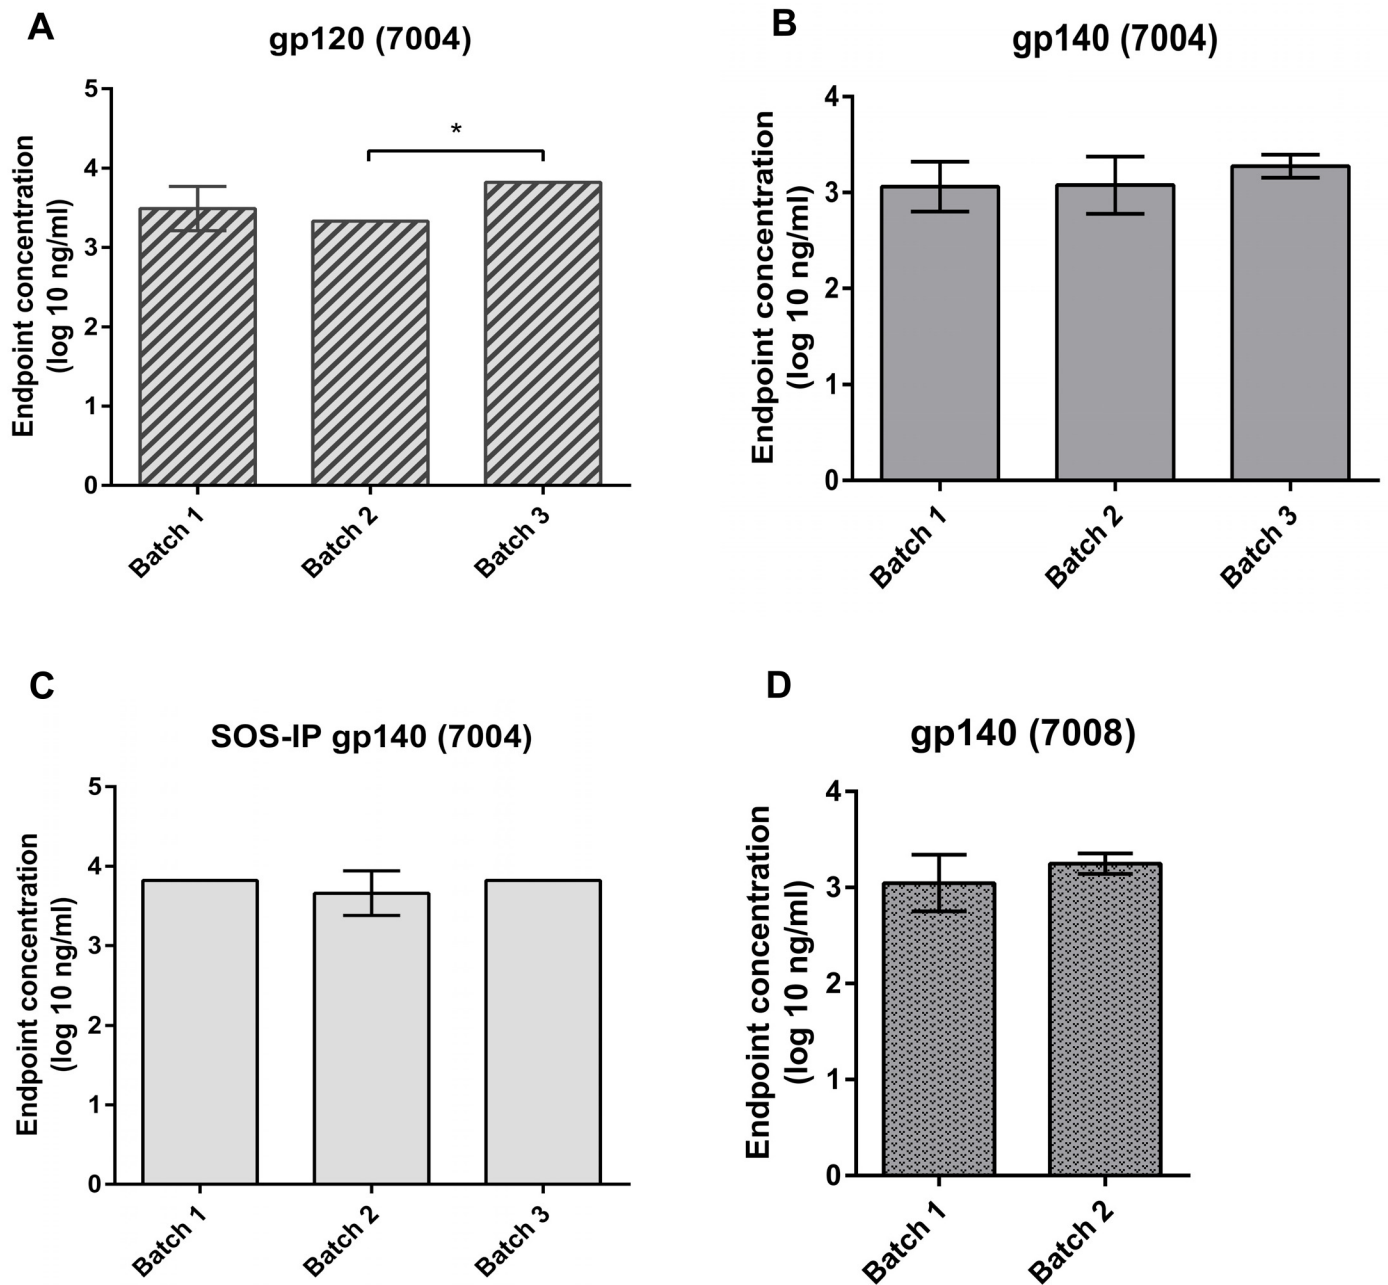 A
gp120 (7004)
Endpoint concentration
(log 10 ng/ml)
5
4
3
2
1
0
*
Batch 1
Batch 2
Batch 3
B
gp140 (7004)
Endpoint concentration
(log 10 ng/ml)
4
3
2
1
0
Batch 1
Batch 2
Batch 3
C
SOS-IP gp140 (7004)
Endpoint concentration
(log 10 ng/ml)
5
4
3
2
1
0
Batch 1
Batch 2
Batch 3
D
gp140 (7008)
Endpoint concentration
(log 10 ng/ml)
4
3
2
1
0
Batch 1
Batch 2